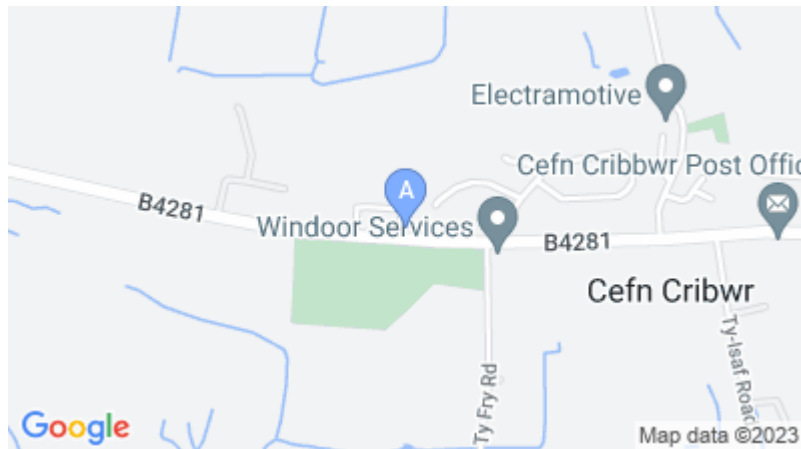 Electramotive
Cefn Cribbwr Post Offic
A
B4281
Windoor Services
B4281
Cefn Cribwr
Ty Fry Rd
Ty-Isaf Road
Google
Map data ©2023